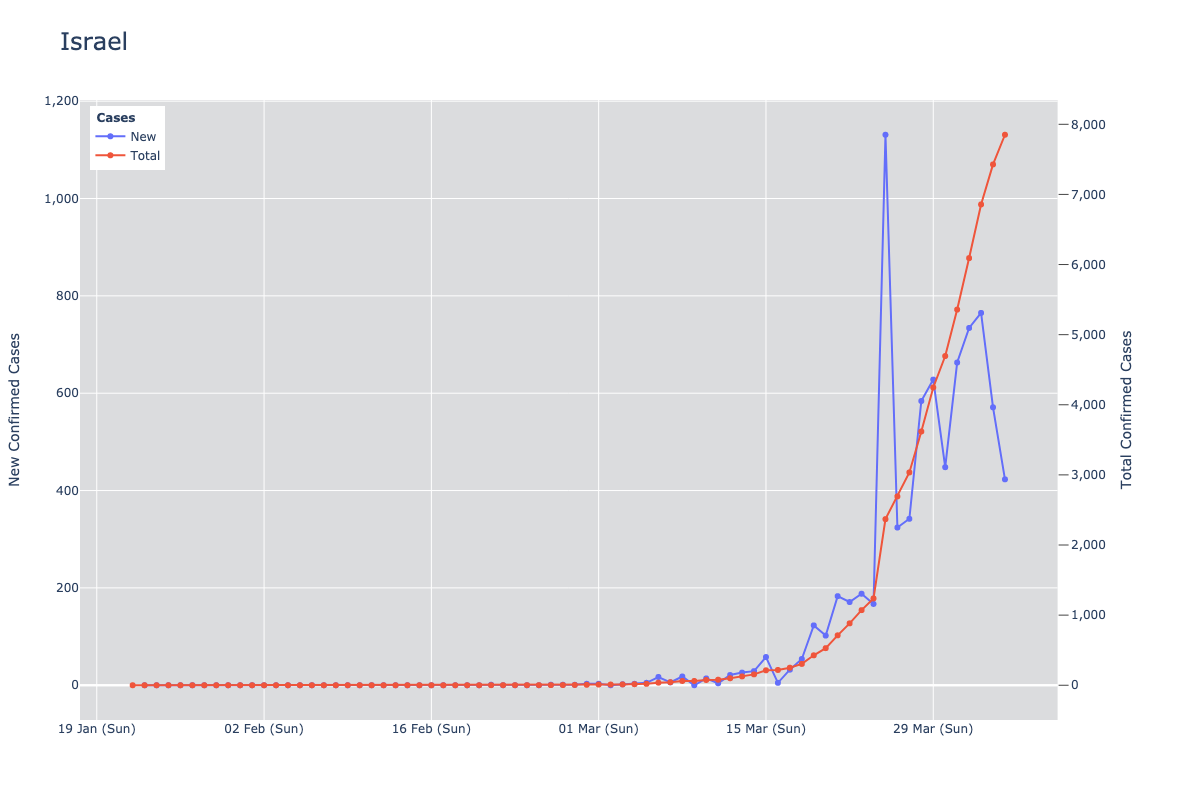 Israel
Cases
New
Total
1,200
1,000
800
600
400
200
0
New Confirmed Cases
8,000
7,000
6,000
5,000
4,000
3,000
2,000
1,000
0
Total Confirmed Cases
19 Jan (Sun) 02 Feb (Sun) 16 Feb (Sun) 01 Mar (Sun) 15 Mar (Sun) 29 Mar (Sun)